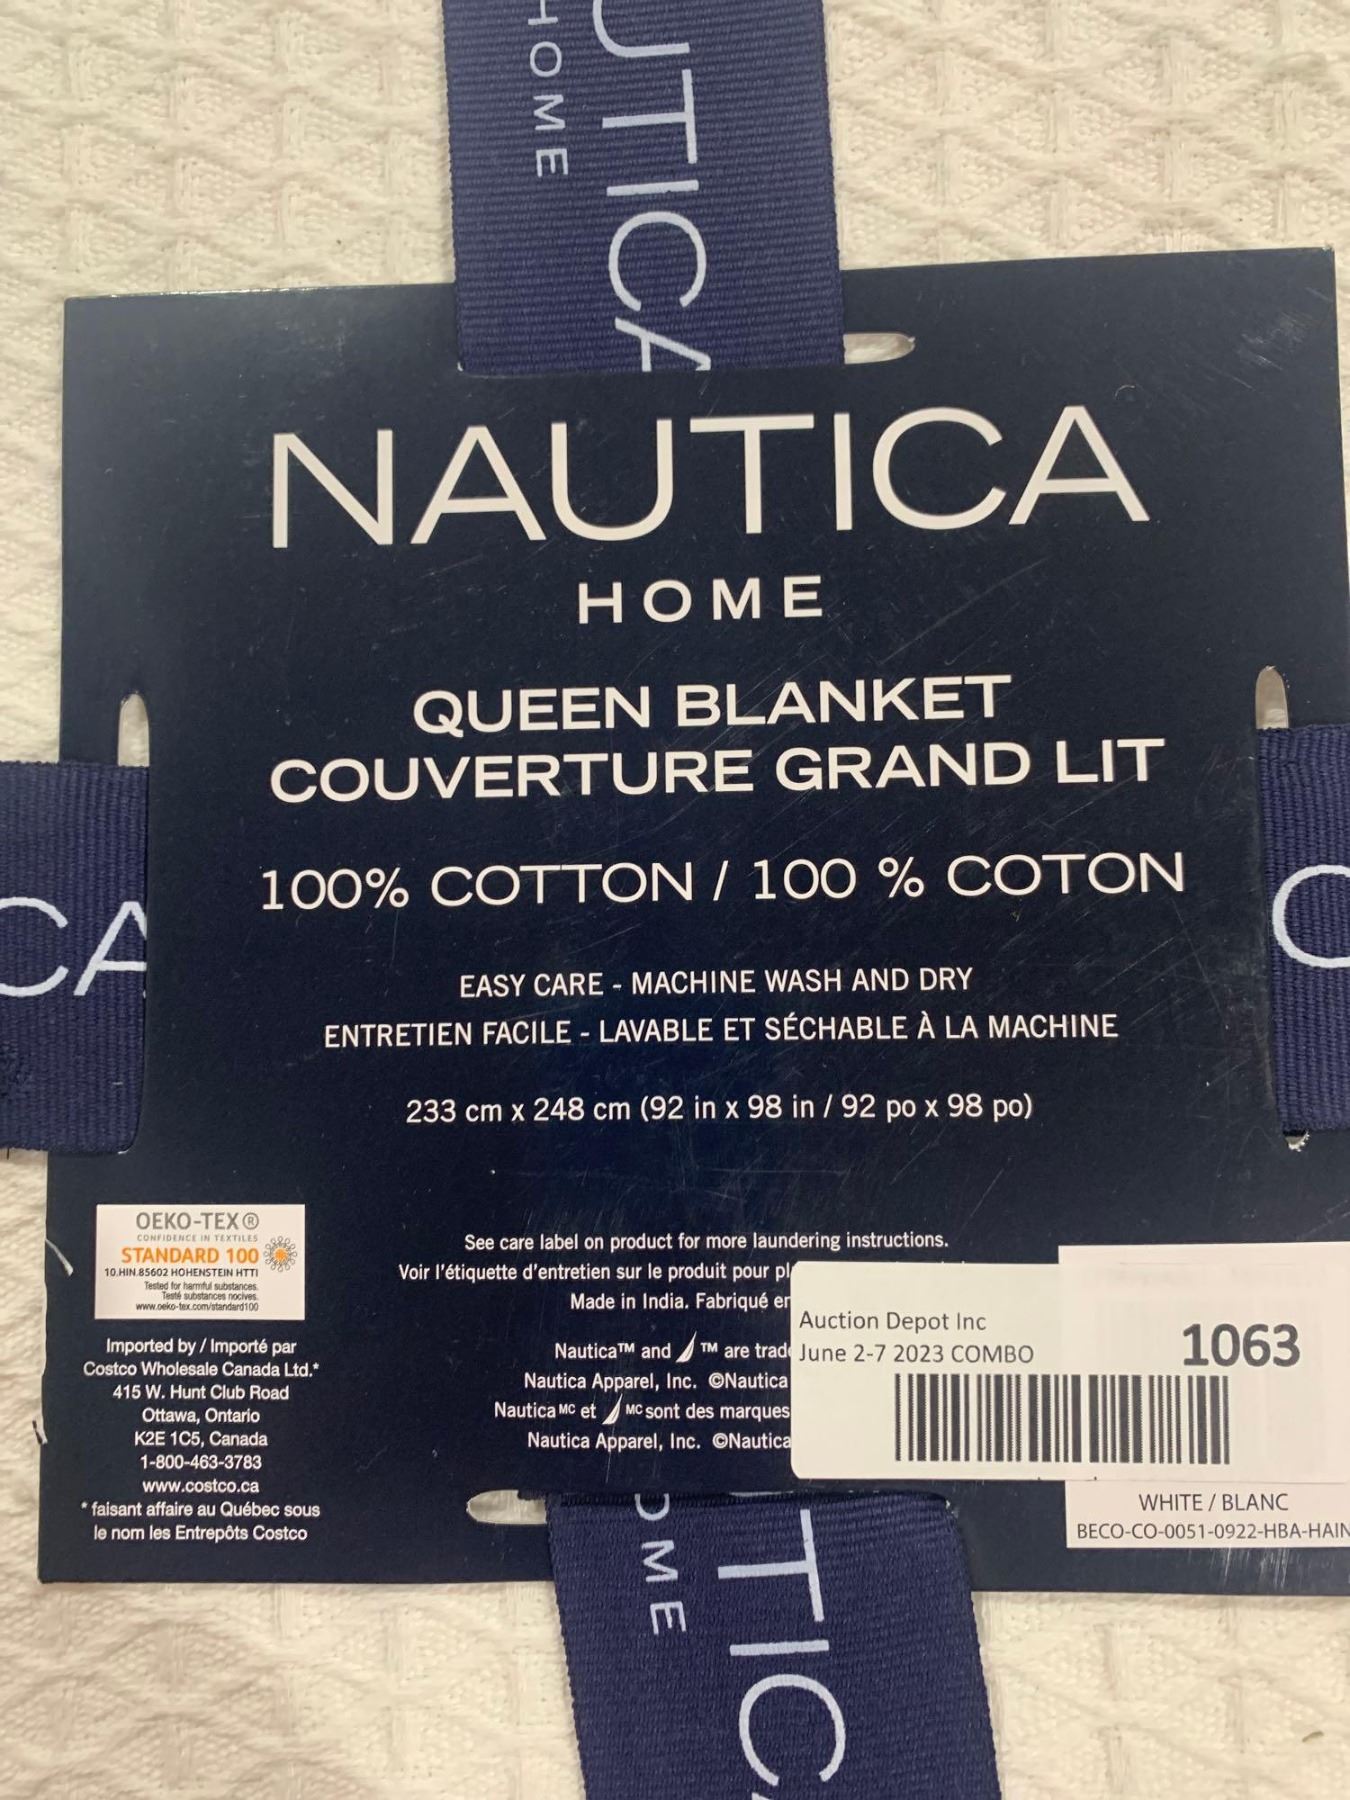 HOME
UTICA
NAUTICA
HOME
QUEEN BLANKET
COUVERTURE GRAND LIT
100% COTTON / 100 % COTON
CA
C
EASY CARE - MACHINE WASH AND DRY
ENTRETIEN FACILE - LAVABLE ET SÉCHABLE À LA MACHINE
233 cm x 248 cm (92 in x 98 in / 92 po x 98 po)
OEKO-TEX®
CONFIDENCE IN TEXTILES
STANDARD 100
10.HIN.85602 HOHENSTEIN HTTI
Tested for harmful substances.
Testé substances nocives.
www.oeko-tex.com/standard100
Imported by / Importé par
Costco Wholesale Canada Ltd.*
415 W. Hunt Club Road
Ottawa, Ontario
K2E 1C5, Canada
1-800-463-3783
www.costco.ca
* faisant affaire au Québec sous
le nom les Entrepôts Costco
See care label on product for more laundering instructions.
Voir l'étiquette d'entretien sur le produit pour pl
Made in India. Fabriqué en
Nautica™ and ™ are trad
Nautica Apparel, Inc. ©Nautica
Nautica MC et MC sont des marques
Nautica Apparel, Inc. ©Nautica
Auction Depot Inc
June 2-7 2023 COMBO
1063
WHITE / BLANC
BECO-CO-0051-0922-HBA-HAIN
OME
TIC